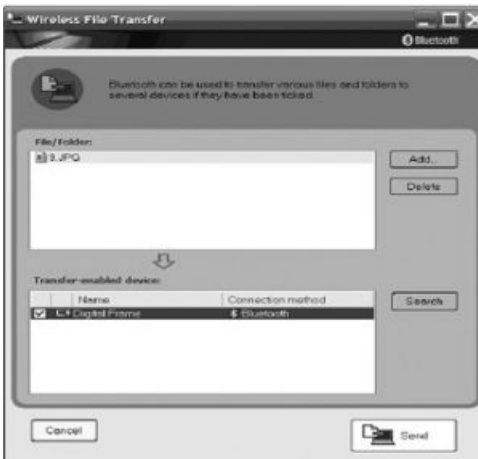 Wireless File Transfer
Bluetooth
Bluetooth can be used to transfer various files and folders to
several devices if they have been ticked.
File/Folder:
9.JPG
Add...
Delete
Transfer-enabled device:
Name Connection method
Digital Frame Bluetooth
Search
Cancel
Send